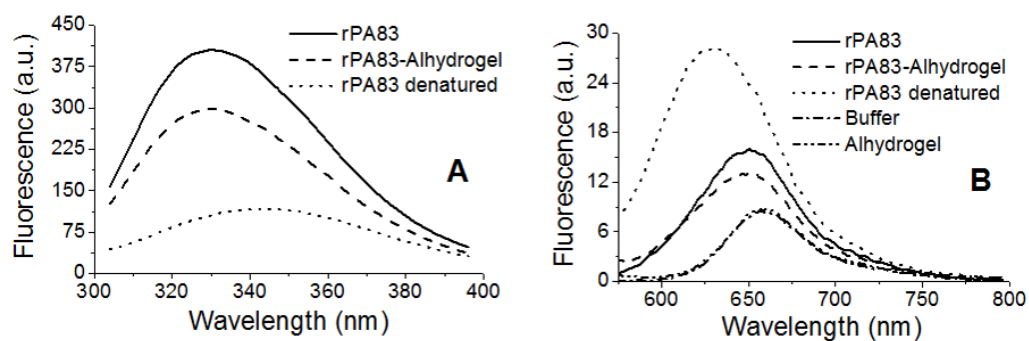 450
375
300
225
150
75
0
Fluorescence (a.u.)
rPA83
rPA83-Alhydrogel
rPA83 denatured
A
300 320 340 360 380 400
Wavelength (nm)
30
24
18
12
6
0
Fluorescence (a.u.)
rPA83
rPA83-Alhydrogel
rPA83 denatured
Buffer
Alhydrogel
B
600 650 700 750 800
Wavelength (nm)